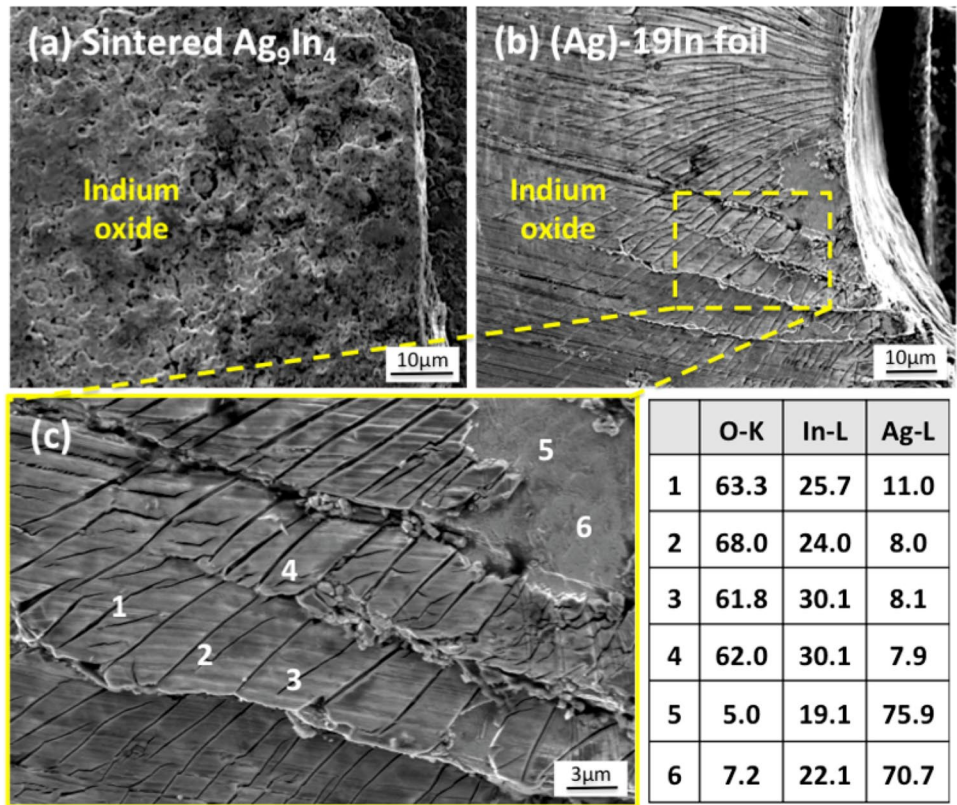 (a) Sintered Ag₉In₄
Indium
oxide
10μm
(b) (Ag)-19In foil
Indium
oxide
10μm
(c)
5
6
4
1
2
3
3μm
O-K In-L Ag-L
1 63.3 25.7 11.0
2 68.0 24.0 8.0
3 61.8 30.1 8.1
4 62.0 30.1 7.9
5 5.0 19.1 75.9
6 7.2 22.1 70.7